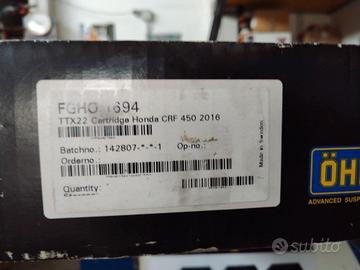 FGHO 1694
TTX22 Cartridge Honda CRF 450 2016
Batchno.: 142807-*-*-1 Op-no.:
Orderno.:
Quantity:
Made in Sweden.
ÖH
ADVANCED SUSP
subito